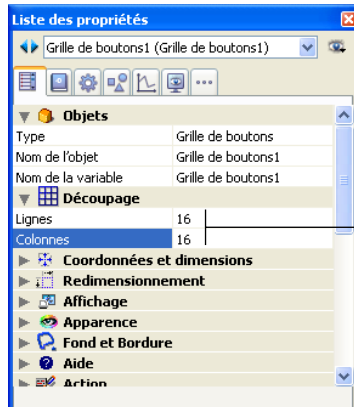 Liste des propriétés
Grille de boutons1 (Grille de boutons1)
Objets
Type Grille de boutons
Nom de l'objet Grille de boutons1
Nom de la variable Grille de boutons1
Découpage
Lignes 16
Colonnes 16
Coordonnées et dimensions
Redimensionnement
Affichage
Apparence
Fond et Bordure
Aide
Action